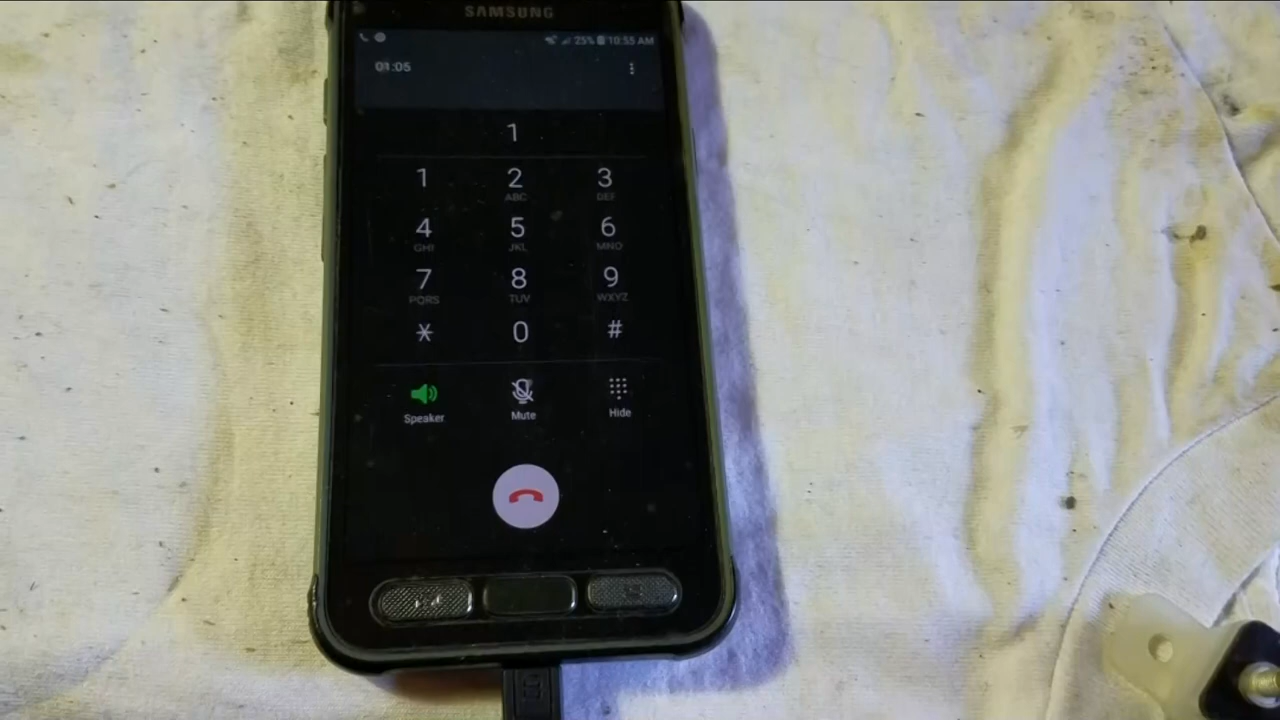 SAMSUNG
25% 10:55 AM
01:05
1
1 2 3
ABC DEF
4 5 6
GHI JKL MNO
7 8 9
PQRS TUV WXYZ
* 0 #
Speaker Mute Hide